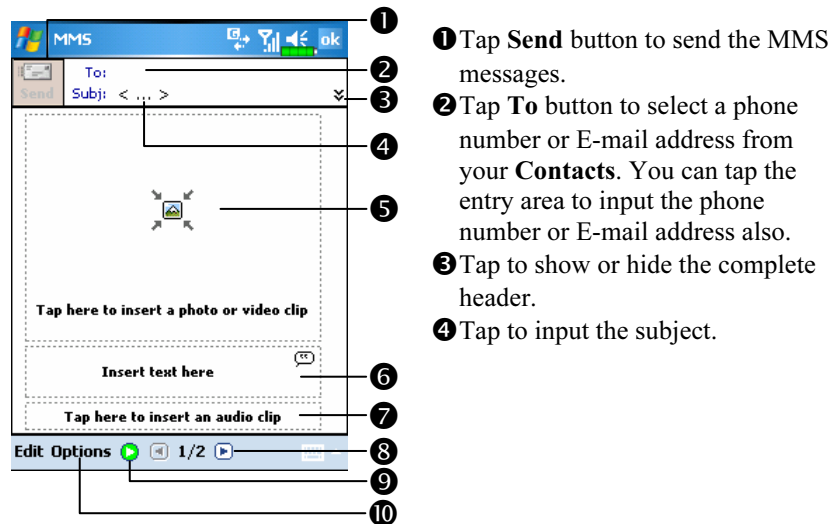 ❶
MMS
G
ok
To:
❷
Send
Subj: < ... >
❸
❹
❺
Tap here to insert a photo or video clip
Insert text here
❻
Tap here to insert an audio clip
❼
Edit Options 1/2
❽
❾
❿
❶Tap Send button to send the MMS
messages.
❷Tap To button to select a phone
number or E-mail address from
your Contacts. You can tap the
entry area to input the phone
number or E-mail address also.
❸Tap to show or hide the complete
header.
❹Tap to input the subject.